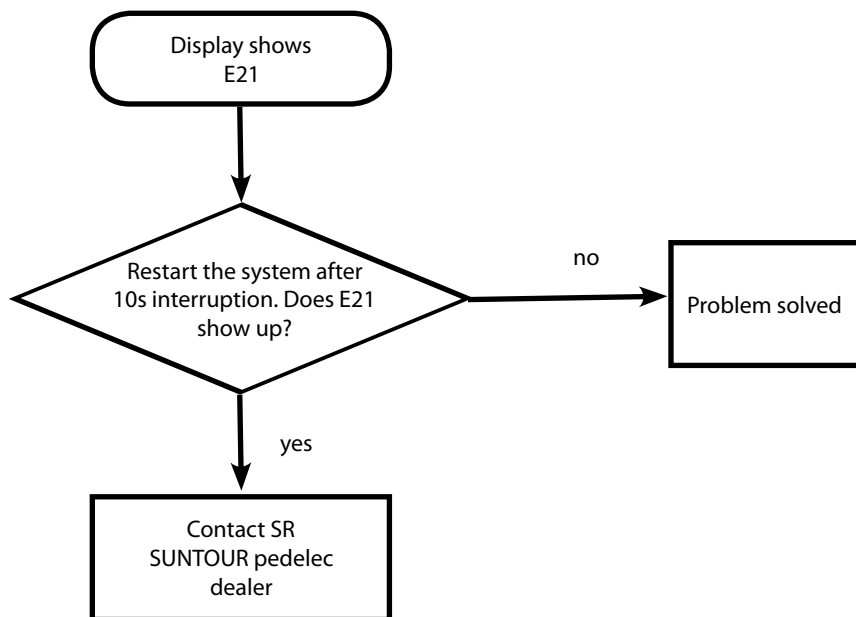 Display shows
E21
Restart the system after
10s interruption. Does E21
show up?
no
Problem solved
yes
Contact SR
SUNTOUR pedelec
dealer